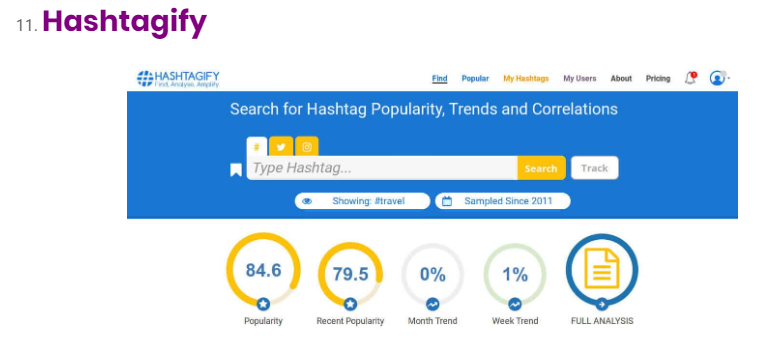 11. Hashtagify
HASHTAGIFY
Find, Analyse, Amplify
Find Popular My Hashtags My Users About Pricing
Search for Hashtag Popularity, Trends and Correlations
#
Type Hashtag... Search Track
Showing: #travel Sampled Since 2011
84.6 79.5 0% 1%
Popularity Recent Popularity Month Trend Week Trend FULL ANALYSIS